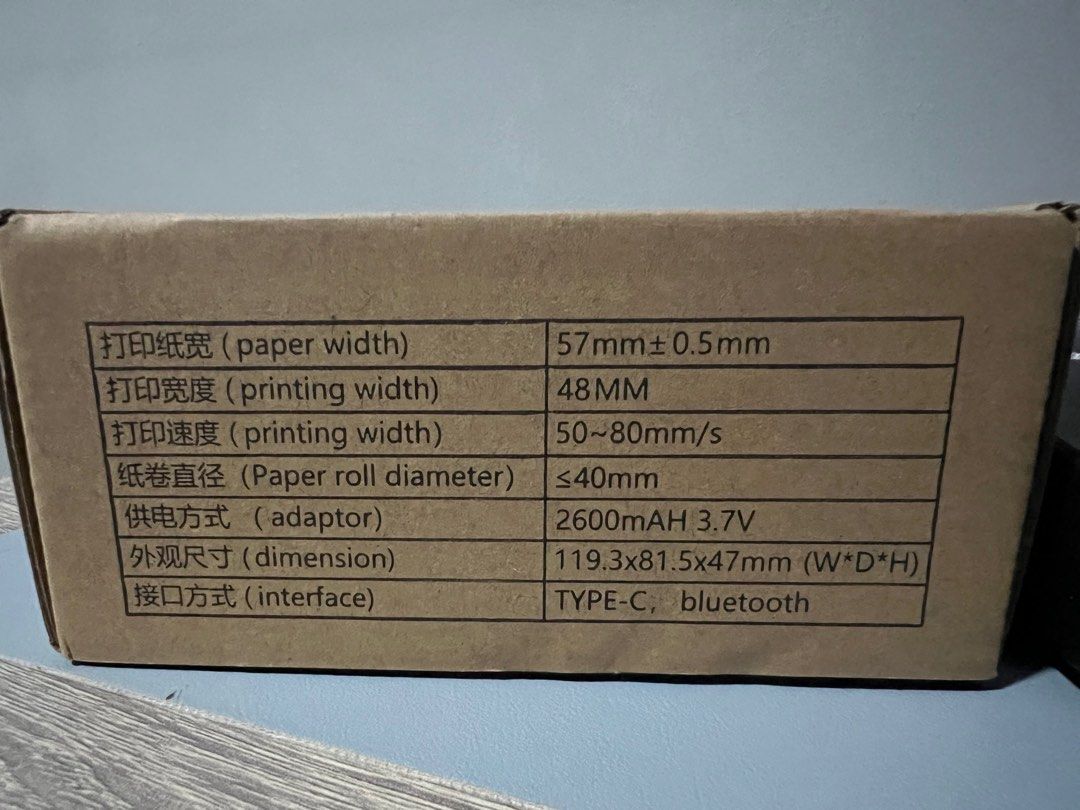 打印纸宽 (paper width) 57mm±0.5mm
打印宽度 (printing width) 48MM
打印速度 (printing width) 50~80mm/s
纸卷直径 (Paper roll diameter) ≤40mm
供电方式 (adaptor) 2600mAH 3.7V
外观尺寸 (dimension) 119.3x81.5x47mm (W*D*H)
接口方式 (interface) TYPE-C, bluetooth